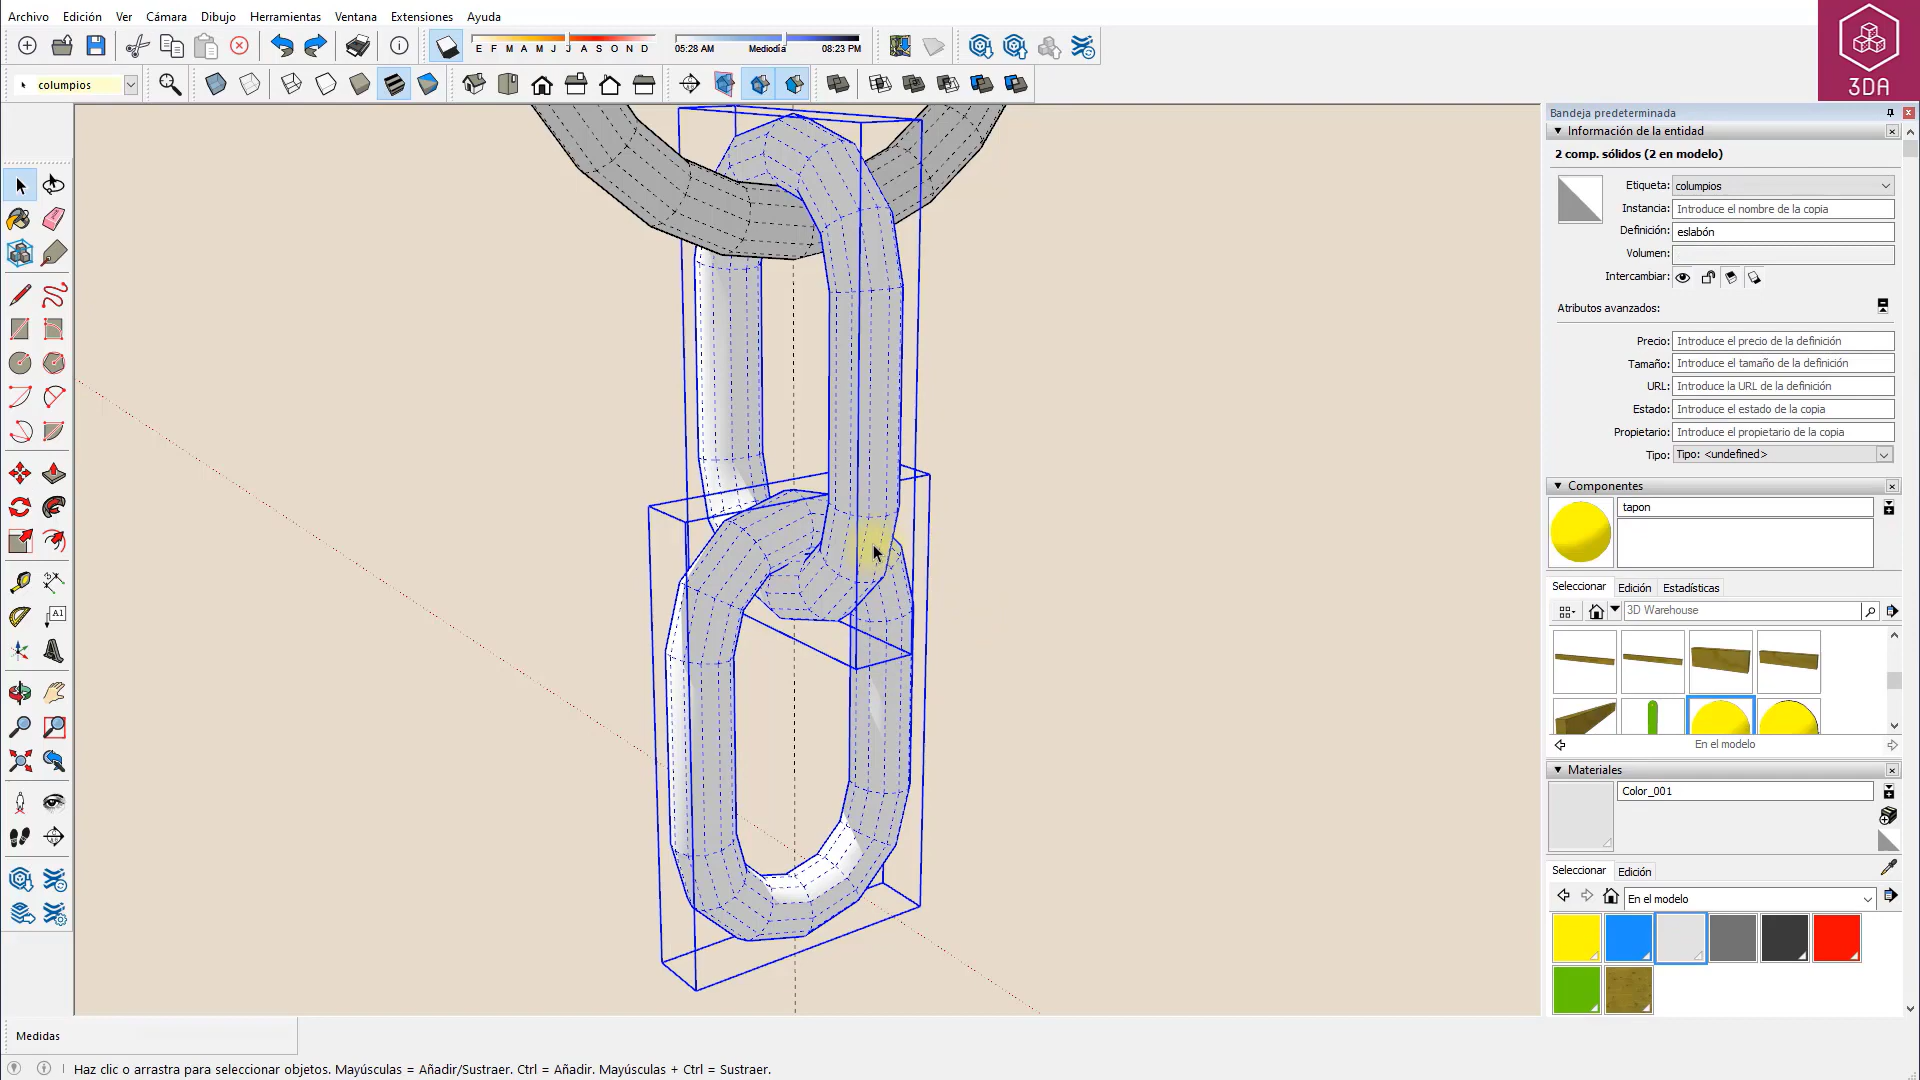 Archivo Edición Ver Cámara Dibujo Herramientas Ventana Extensiones Ayuda
E F M A M J J A S O N D
05:28 AM Mediodía 08:23 PM
3DA
columpios
Bandeja predeterminada
Información de la entidad
2 comp. sólidos (2 en modelo)
Etiqueta: columpios
Instancia: Introduce el nombre de la copia
Definición: eslabón
Volumen:
Intercambiar:
Atributos avanzados:
Precio: Introduce el precio de la definición
Tamaño: Introduce el tamaño de la definición
URL: Introduce la URL de la definición
Estado: Introduce el estado de la copia
Propietario: Introduce el propietario de la copia
Tipo: Tipo: <undefined>
Componentes
tapon
Seleccionar Edición Estadísticas
3D Warehouse
En el modelo
Materiales
Color_001
Seleccionar Edición
En el modelo
A1
Medidas
Haz clic o arrastra para seleccionar objetos. Mayúsculas = Añadir/Sustraer. Ctrl = Añadir. Mayúsculas + Ctrl = Sustraer.